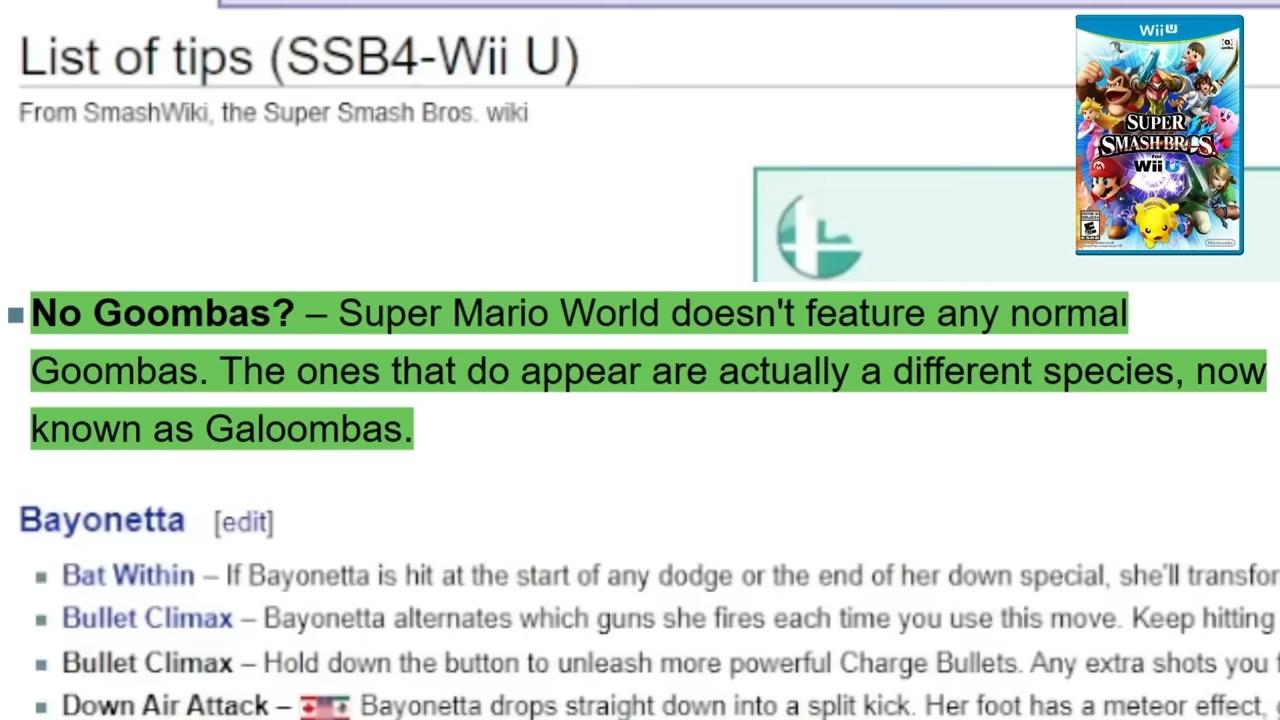 List of tips (SSB4-Wii U)
From SmashWiki, the Super Smash Bros. wiki
WiiU
SUPER
SMASH BROS.
for
WiiU
Nintendo
No Goombas? – Super Mario World doesn't feature any normal
Goombas. The ones that do appear are actually a different species, now
known as Galoombas.
Bayonetta [edit]
Bat Within – If Bayonetta is hit at the start of any dodge or the end of her down special, she'll transfor
Bullet Climax – Bayonetta alternates which guns she fires each time you use this move. Keep hitting
Bullet Climax – Hold down the button to unleash more powerful Charge Bullets. Any extra shots you f
Down Air Attack – Bayonetta drops straight down into a split kick. Her foot has a meteor effect,